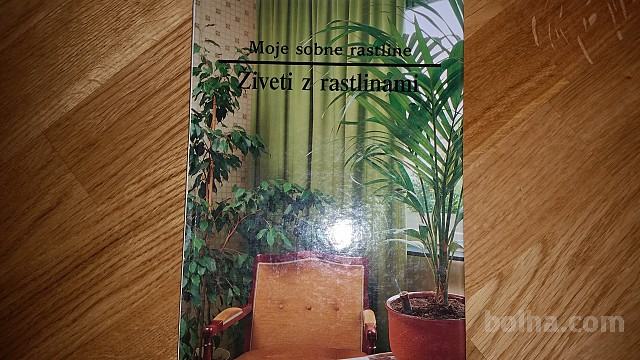 Moje sobne rastline
Živeti z rastlinami
bolha.com